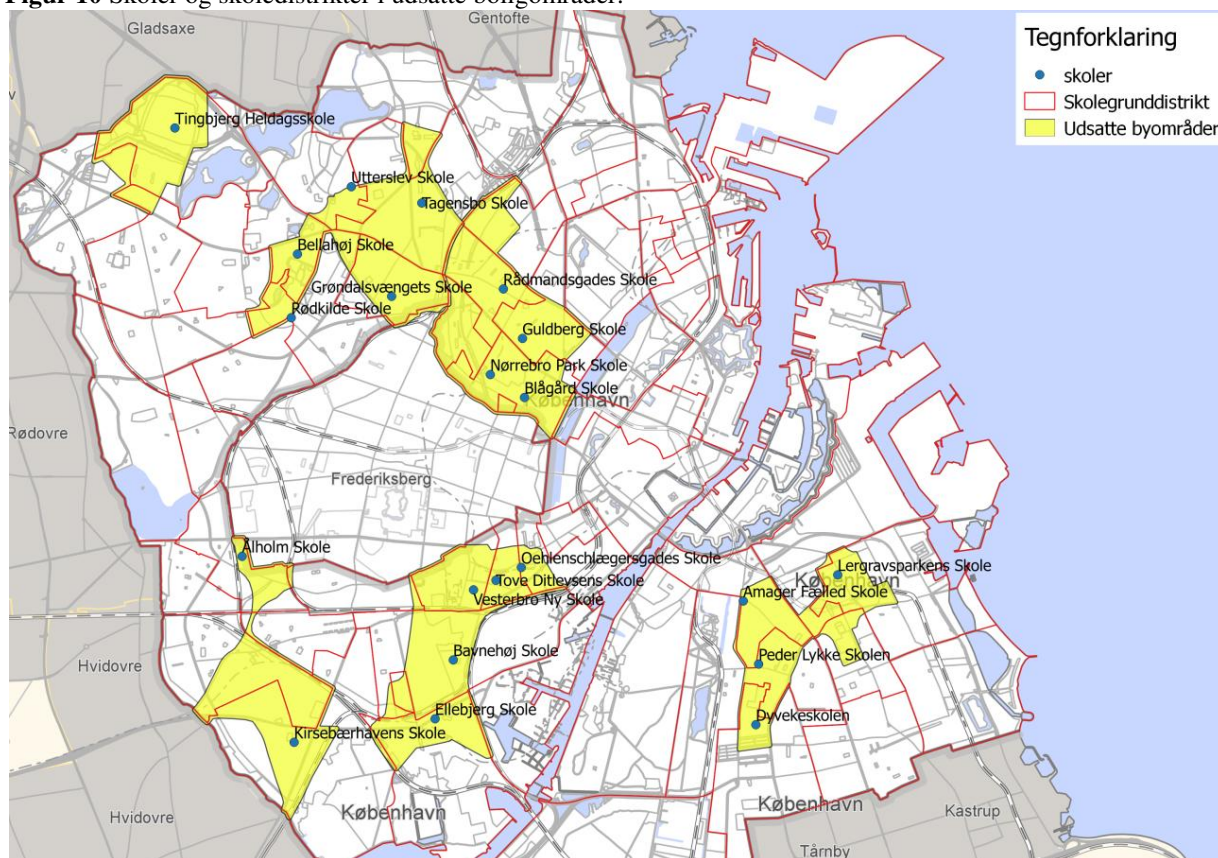 Figur 10 Skoler og skoledistrikter i udsatte boligområder.
Gladsaxe
Gentofte
Tegnforklaring
skoler
Skolegrunddistrikt
Udsatte byområder
Tingbjerg Heldagsskole
Utterslev Skole
Tagensbo Skole
Bellahøj Skole
Grøndalsvængets Skole
Rådmandsgades Skole
Rødkilde Skole
Guldberg Skole
Nørrebro Park Skole
Blågård Skole
København
Rødovre
Frederiksberg
Ålholm Skole
Oehlenschlægersgades Skole
Tove Ditlevsens Skole
Vesterbro Ny Skole
Lergravsparkens Skole
København
Amager Fælled Skole
Hvidovre
Bavnehøj Skole
Peder Lykke Skolen
Ellebjerg Skole
Dyvekeskolen
Kirsebærhavens Skole
Hvidovre
København
København
Kastrup
Tårnby